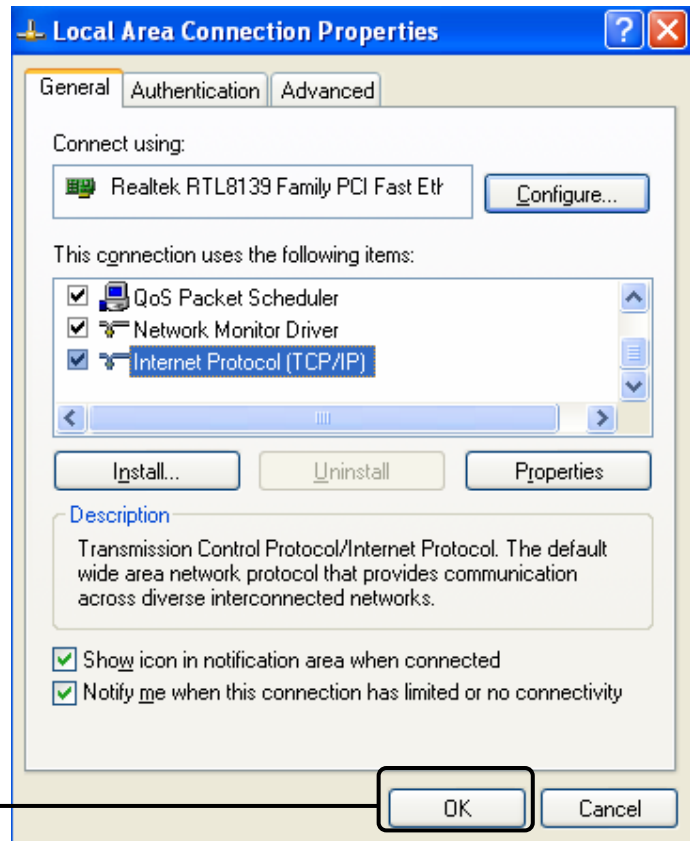 Local Area Connection Properties
General Authentication Advanced
Connect using:
Realtek RTL8139 Family PCI Fast Eth Configure...
This connection uses the following items:
QoS Packet Scheduler
Network Monitor Driver
Internet Protocol (TCP/IP)
Install... Uninstall Properties
Description
Transmission Control Protocol/Internet Protocol. The default
wide area network protocol that provides communication
across diverse interconnected networks.
Show icon in notification area when connected
Notify me when this connection has limited or no connectivity
OK Cancel